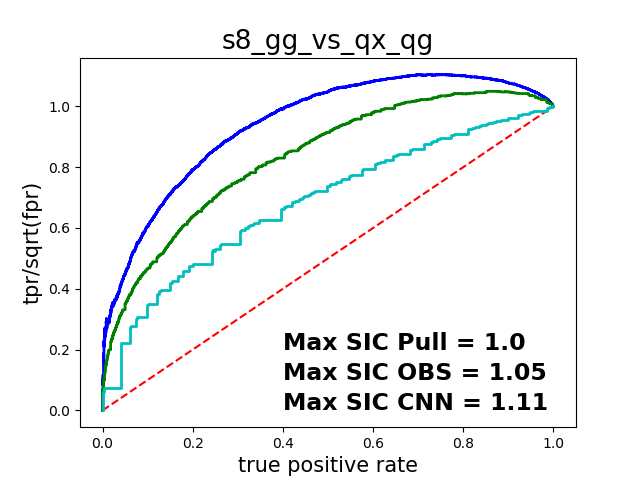 s8_gg_vs_qx_qg
tpr/sqrt(fpr)
1.0
0.8
0.6
0.4
0.2
0.0
Max SIC Pull = 1.0
Max SIC OBS = 1.05
Max SIC CNN = 1.11
0.0 0.2 0.4 0.6 0.8 1.0
true positive rate